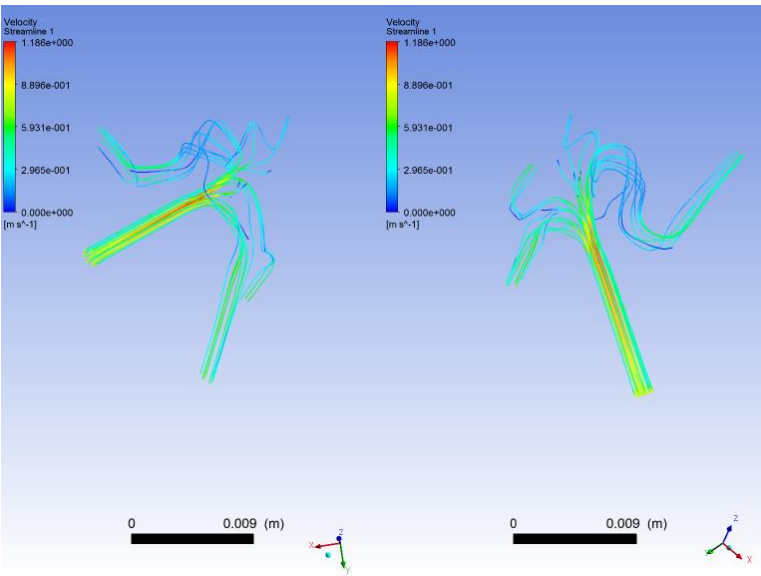 Velocity
Streamline 1
1.186e+000
8.896e-001
5.931e-001
2.965e-001
0.000e+000
[m s^-1]
0 0.009 (m)
X
Z
Y
Velocity
Streamline 1
1.186e+000
8.896e-001
5.931e-001
2.965e-001
0.000e+000
[m s^-1]
0 0.009 (m)
Z
X